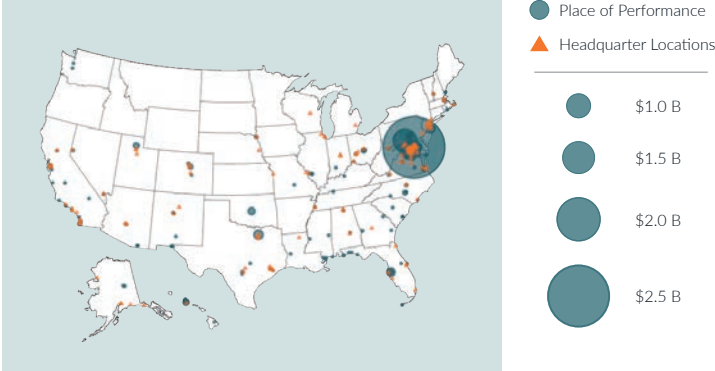 Place of Performance
Headquarter Locations
$1.0 B
$1.5 B
$2.0 B
$2.5 B